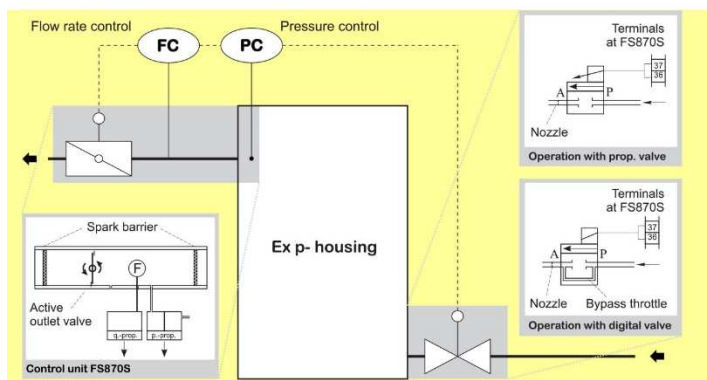 Flow rate control
Pressure control
FC
PC
Ex p- housing
Spark barrier
F
Active
outlet valve
q.-prop.
p.-prop.
Control unit FS870S
Terminals
at FS870S
37
36
A
P
Nozzle
Operation with prop. valve
Terminals
at FS870S
37
36
A
P
Nozzle
Bypass throttle
Operation with digital valve